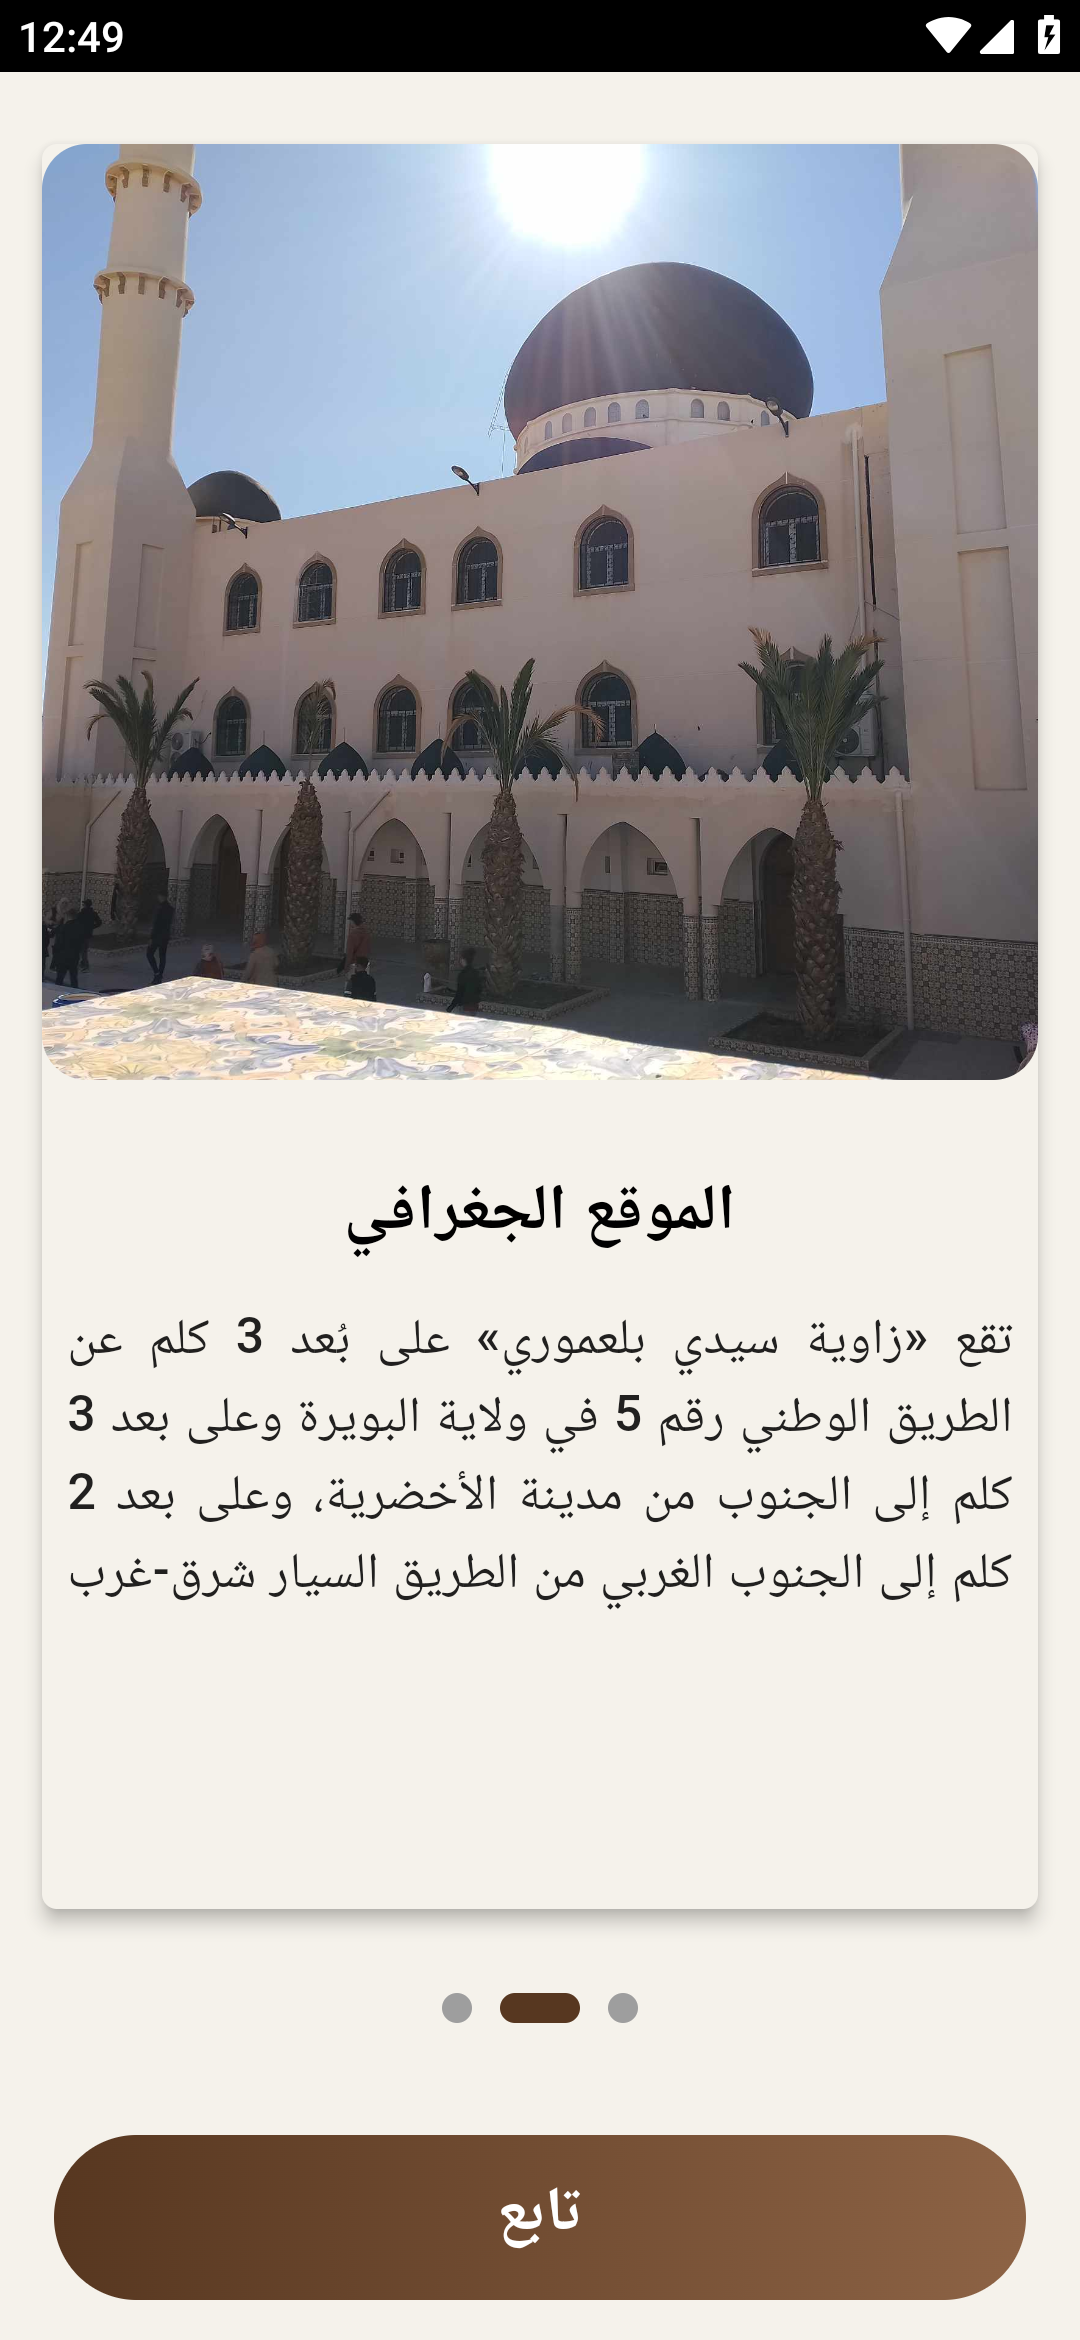 12:49
الموقع الجغرافي
تقع «زاوية سيدي بلعموري» على بُعد 3 كلم عن
الطريق الوطني رقم 5 في ولاية البويرة وعلى بعد 3
كلم إلى الجنوب من مدينة الأخضرية، وعلى بعد 2
كلم إلى الجنوب الغربي من الطريق السيار شرق-غرب
تابع